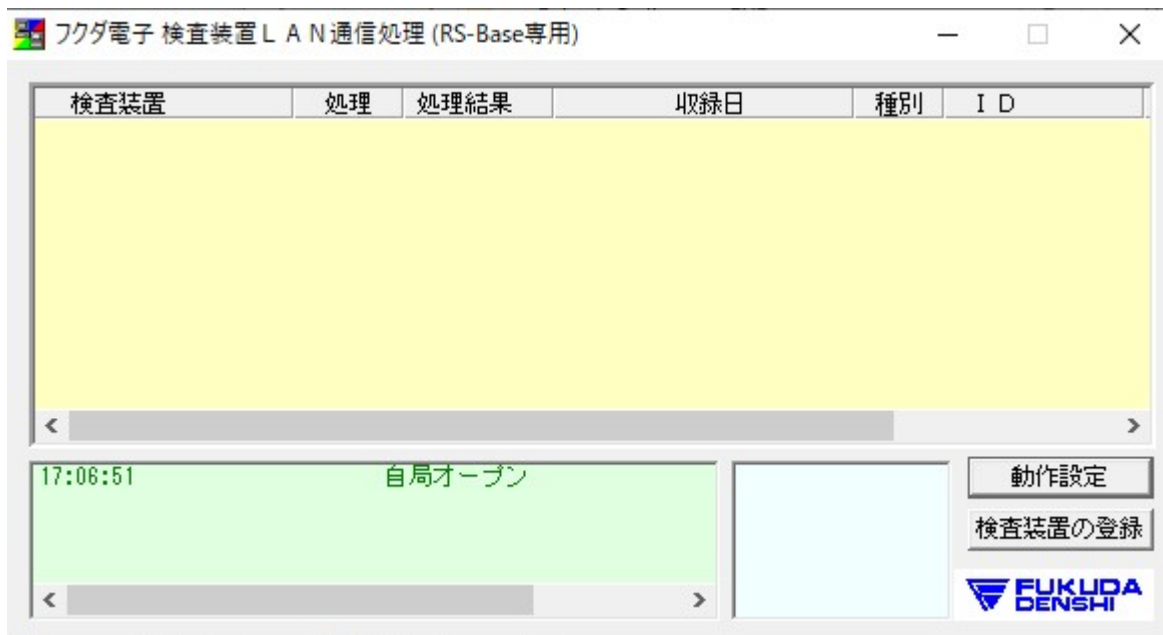 フクダ電子 検査装置ＬＡＮ通信処理 (RS-Base専用)
検査装置 処理 処理結果 収録日 種別 ＩＤ
17:06:51 自局オープン
動作設定
検査装置の登録
FUKUDA
DENSHI